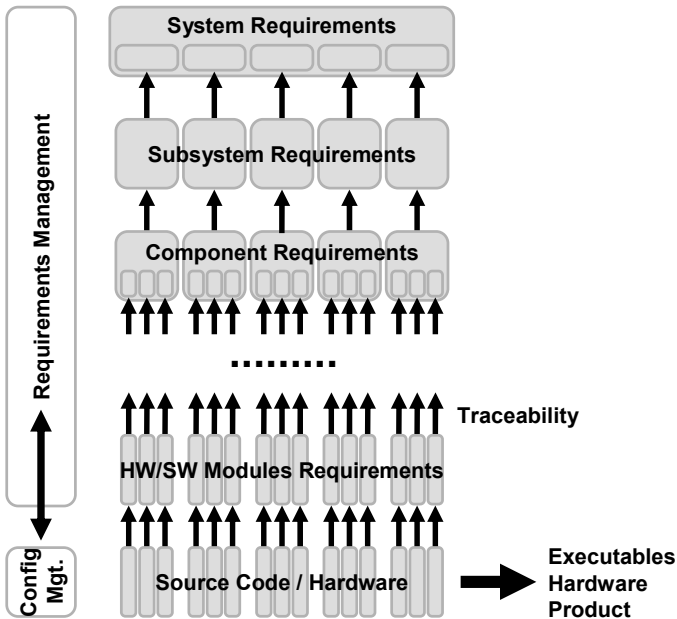 System Requirements
Subsystem Requirements
Component Requirements
Requirements Management
.........
Traceability
HW/SW Modules Requirements
Config
Mgt.
Source Code / Hardware
Executables
Hardware
Product